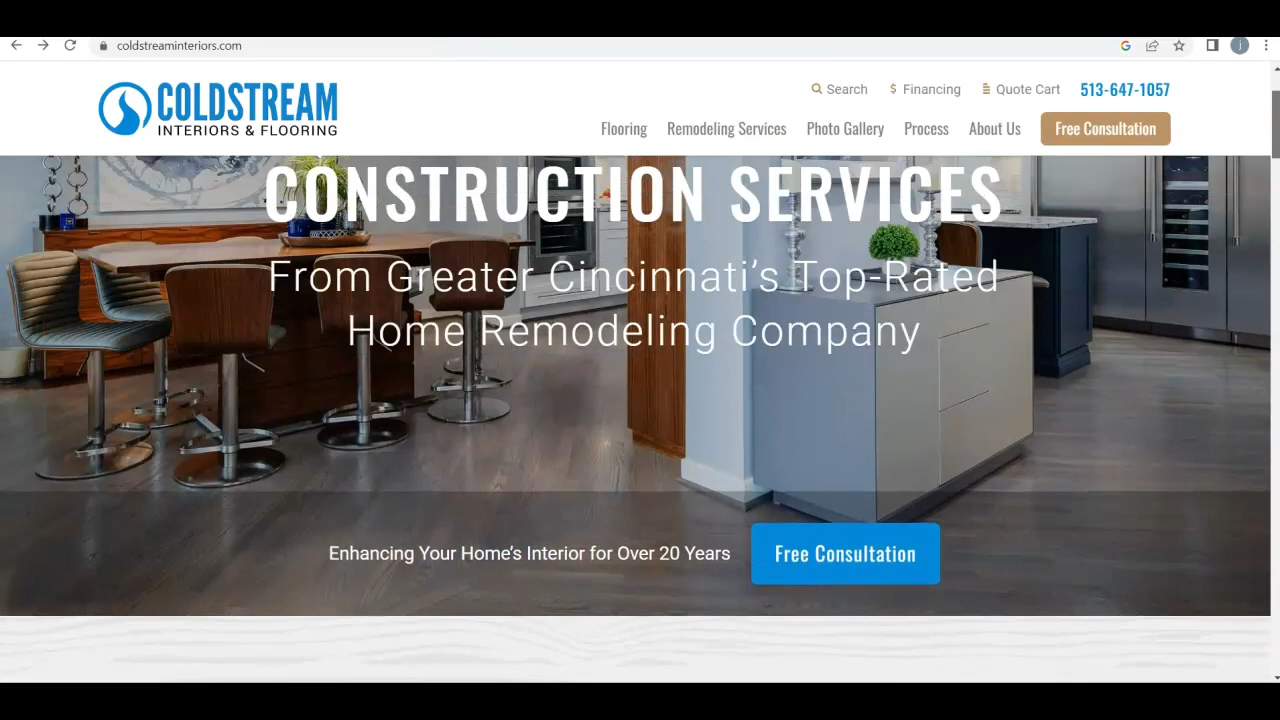 coldstreaminteriors.com
j
COLDSTREAM
INTERIORS & FLOORING
Search
$ Financing
Quote Cart
513-647-1057
Flooring
Remodeling Services
Photo Gallery
Process
About Us
Free Consultation
CONSTRUCTION SERVICES
From Greater Cincinnati’s Top-Rated
Home Remodeling Company
Enhancing Your Home’s Interior for Over 20 Years
Free Consultation